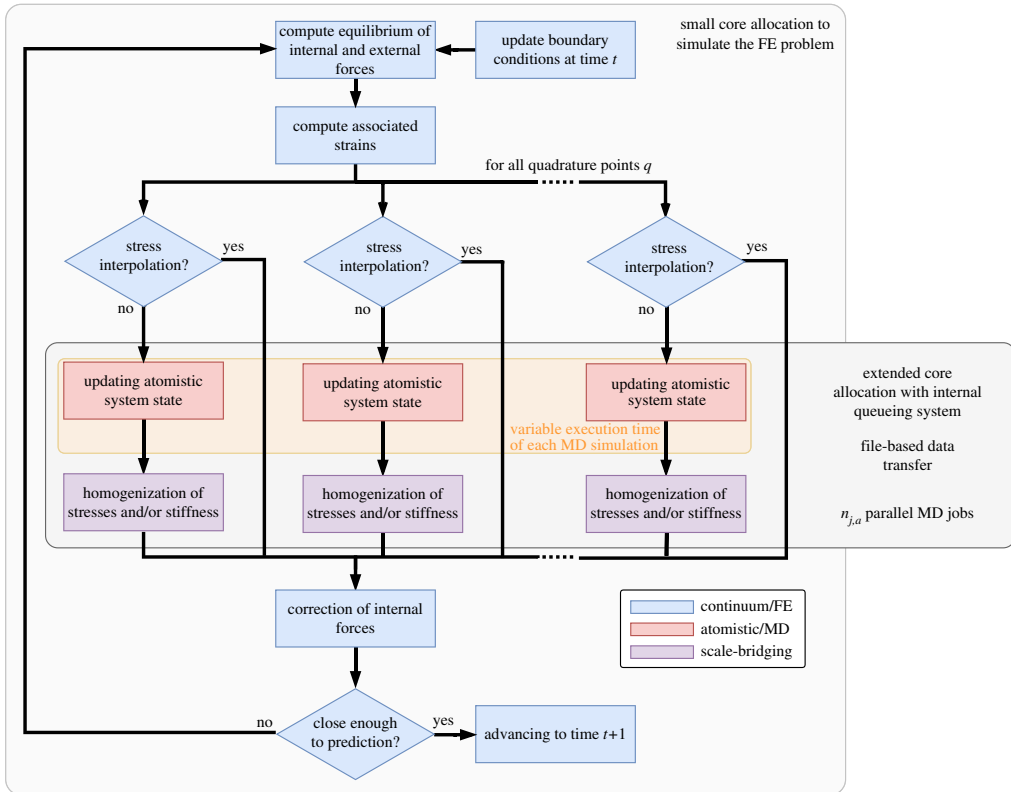 small core allocation to
simulate the FE problem
compute equilibrium of
internal and external
forces
update boundary
conditions at time t
compute associated
strains
for all quadrature points q
stress
interpolation?
yes
no
stress
interpolation?
yes
no
stress
interpolation?
yes
no
updating atomistic
system state
updating atomistic
system state
updating atomistic
system state
variable execution time
of each MD simulation
extended core
allocation with internal
queueing system
file-based data
transfer
n_{j,a} parallel MD jobs
homogenization of
stresses and/or stiffness
homogenization of
stresses and/or stiffness
homogenization of
stresses and/or stiffness
correction of internal
forces
continuum/FE
atomistic/MD
scale-bridging
close enough
to prediction?
no
yes
advancing to time t+1